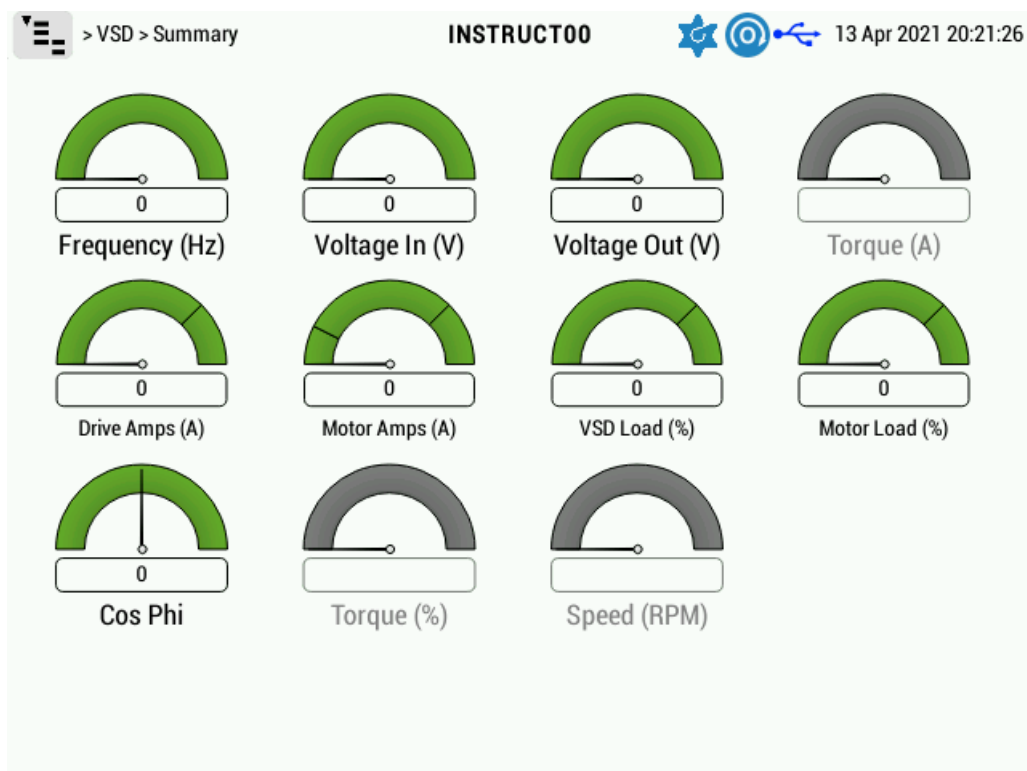 > VSD > Summary INSTRUCT00 13 Apr 2021 20:21:26
0 0 0
Frequency (Hz) Voltage In (V) Voltage Out (V) Torque (A)
0 0 0 0
Drive Amps (A) Motor Amps (A) VSD Load (%) Motor Load (%)
0
Cos Phi Torque (%) Speed (RPM)